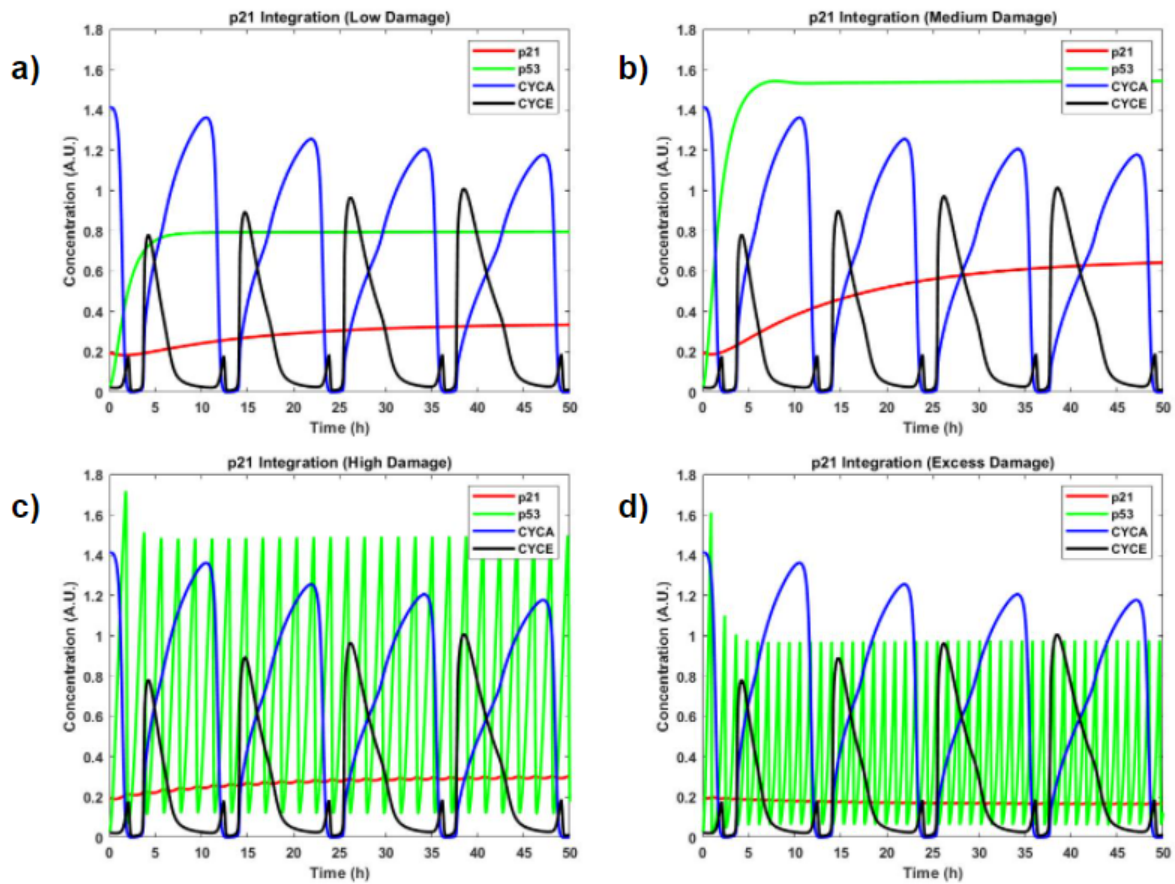 a)
p21 Integration (Low Damage)
Concentration (A.U.)
1.8
1.6
1.4
1.2
1
0.8
0.6
0.4
0.2
0
p21
p53
CYCA
CYCE
0 5 10 15 20 25 30 35 40 45 50
Time (h)
b)
p21 Integration (Medium Damage)
Concentration (A.U.)
1.8
1.6
1.4
1.2
1
0.8
0.6
0.4
0.2
0
p21
p53
CYCA
CYCE
0 5 10 15 20 25 30 35 40 45 50
Time (h)
c)
p21 Integration (High Damage)
Concentration (A.U.)
1.8
1.6
1.4
1.2
1
0.8
0.6
0.4
0.2
0
p21
p53
CYCA
CYCE
0 5 10 15 20 25 30 35 40 45 50
Time (h)
d)
p21 Integration (Excess Damage)
Concentration (A.U.)
1.8
1.6
1.4
1.2
1
0.8
0.6
0.4
0.2
0
p21
p53
CYCA
CYCE
0 5 10 15 20 25 30 35 40 45 50
Time (h)